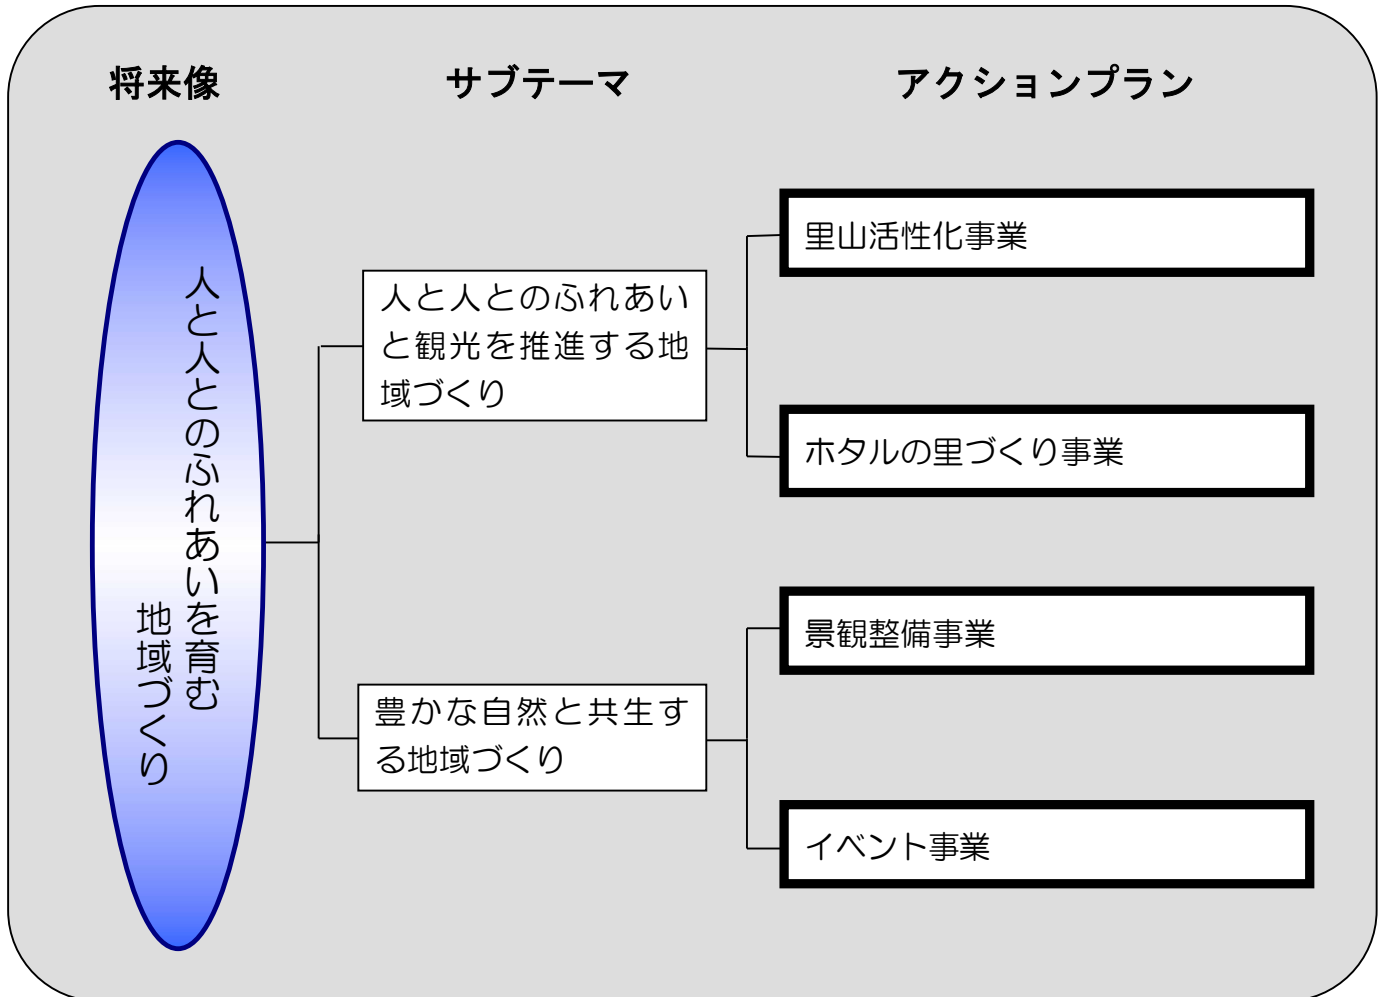 将来像
サブテーマ
アクションプラン
人と人とのふれあいを育む
地域づくり
人と人とのふれあい
と観光を推進する地
域づくり
里山活性化事業
ホタルの里づくり事業
豊かな自然と共生す
る地域づくり
景観整備事業
イベント事業